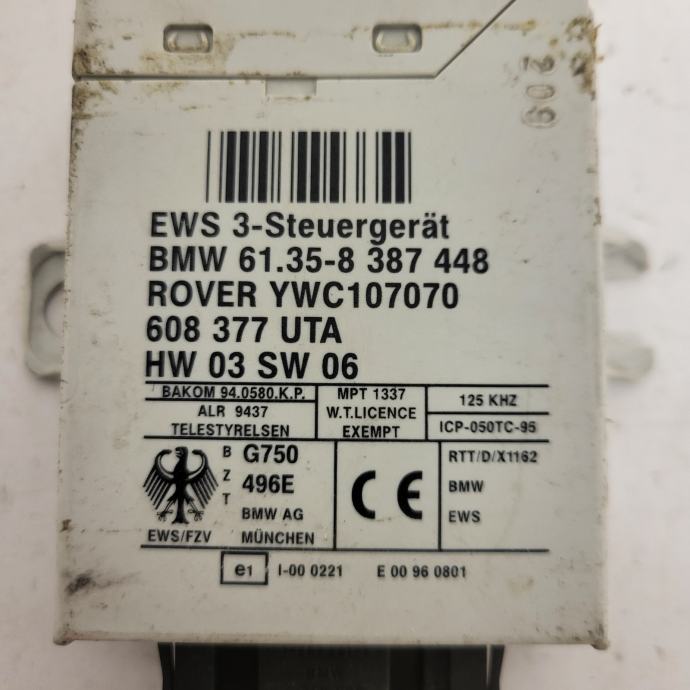 209
EWS 3-Steuergerät
BMW 61.35-8 387 448
ROVER YWC107070
608 377 UTA
HW 03 SW 06
BAKOM 94.0580.K.P.
ALR 9437
TELESTYRELSEN
MPT 1337
W.T.LICENCE
EXEMPT
125 KHZ
ICP-050TC-95
EWS/FZV
B Z T
G750
496E
BMW AG
MÜNCHEN
CE
RTT/D/X1162
BMW
EWS
e1 I-00 0221 E 00 96 0801